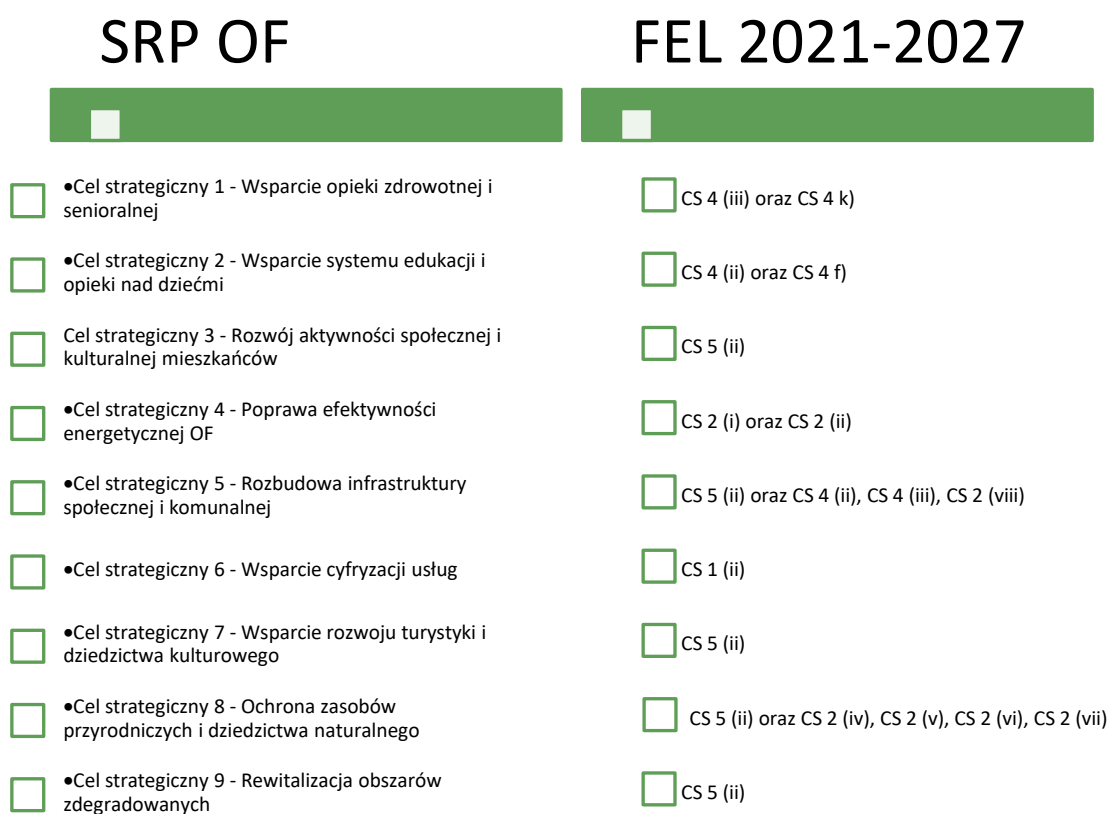 SRP OF
FEL 2021-2027
•Cel strategiczny 1 - Wsparcie opieki zdrowotnej i
senioralnej
CS 4 (iii) oraz CS 4 k)
•Cel strategiczny 2 - Wsparcie systemu edukacji i
opieki nad dziećmi
CS 4 (ii) oraz CS 4 f)
Cel strategiczny 3 - Rozwój aktywności społecznej i
kulturalnej mieszkańców
CS 5 (ii)
•Cel strategiczny 4 - Poprawa efektywności
energetycznej OF
CS 2 (i) oraz CS 2 (ii)
•Cel strategiczny 5 - Rozbudowa infrastruktury
społecznej i komunalnej
CS 5 (ii) oraz CS 4 (ii), CS 4 (iii), CS 2 (viii)
•Cel strategiczny 6 - Wsparcie cyfryzacji usług
CS 1 (ii)
•Cel strategiczny 7 - Wsparcie rozwoju turystyki i
dziedzictwa kulturowego
CS 5 (ii)
•Cel strategiczny 8 - Ochrona zasobów
przyrodniczych i dziedzictwa naturalnego
CS 5 (ii) oraz CS 2 (iv), CS 2 (v), CS 2 (vi), CS 2 (vii)
•Cel strategiczny 9 - Rewitalizacja obszarów
zdegradowanych
CS 5 (ii)